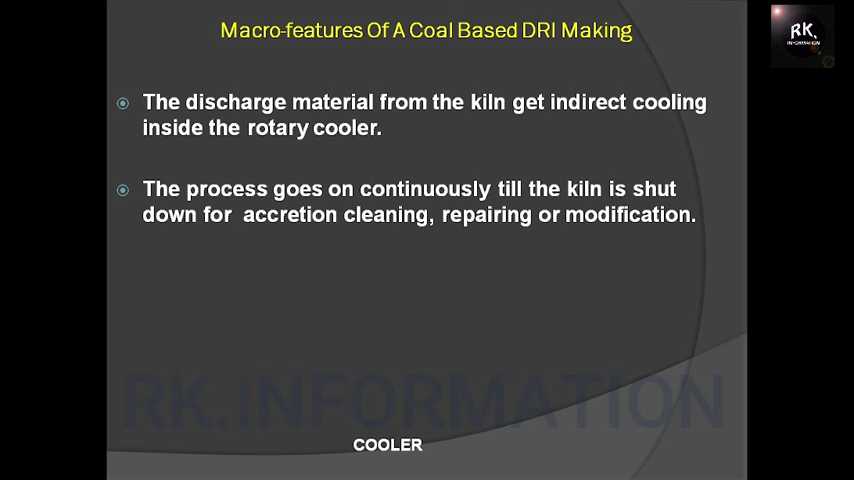 Macro-features Of A Coal Based DRI Making
RK.
INFORMATION
The discharge material from the kiln get indirect cooling
inside the rotary cooler.
The process goes on continuously till the kiln is shut
down for accretion cleaning, repairing or modification.
RK.INFORMATION
COOLER